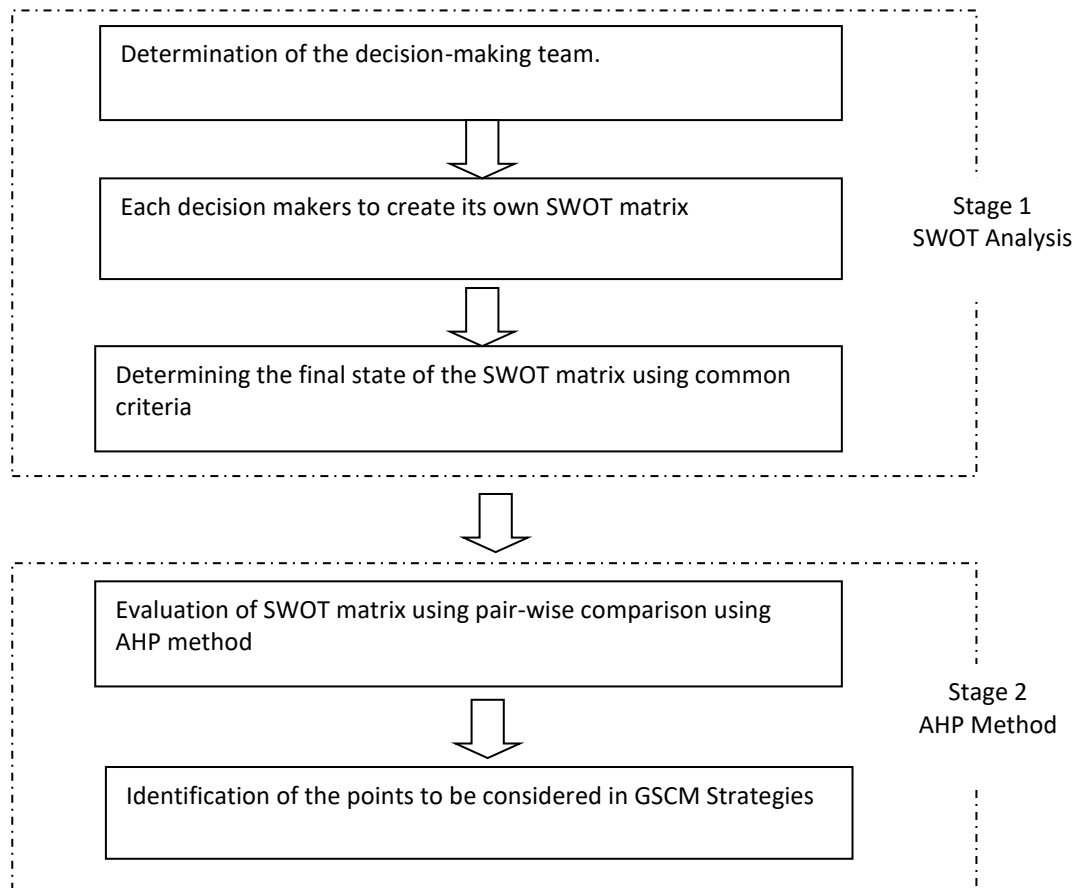 Determination of the decision-making team.
Each decision makers to create its own SWOT matrix
Stage 1
SWOT Analysis
Determining the final state of the SWOT matrix using common
criteria
Evaluation of SWOT matrix using pair-wise comparison using
AHP method
Stage 2
AHP Method
Identification of the points to be considered in GSCM Strategies